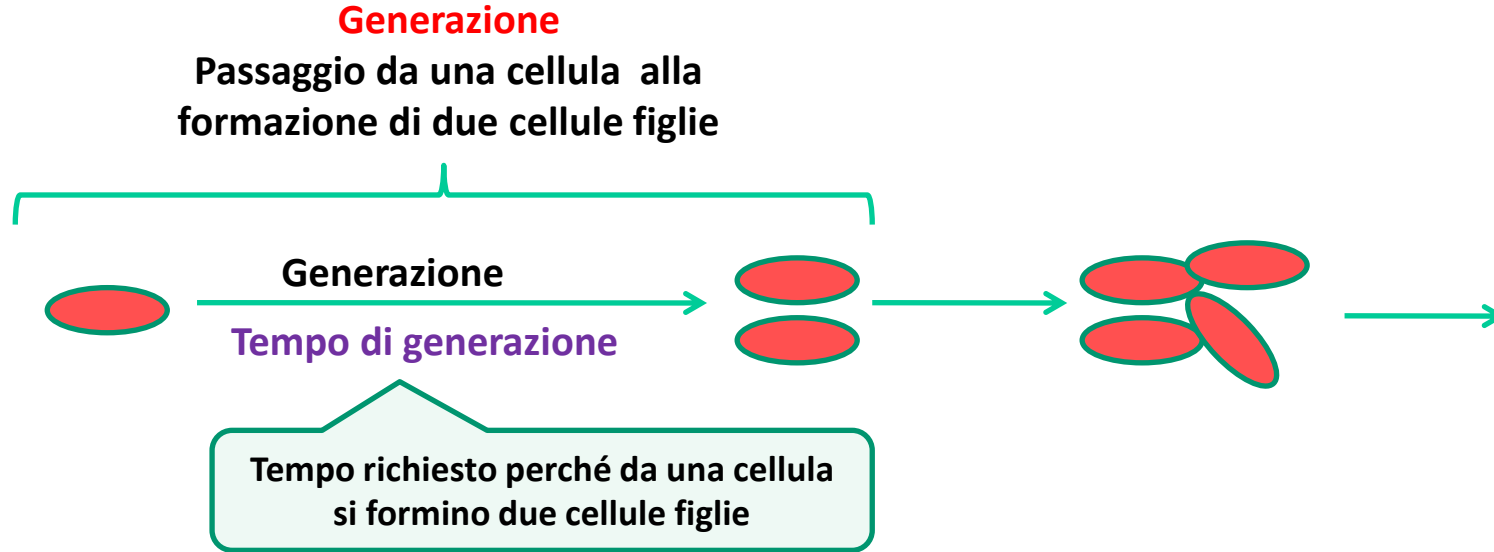 Generazione
Passaggio da una cellula alla
formazione di due cellule figlie
Generazione
Tempo di generazione
Tempo richiesto perché da una cellula
si formino due cellule figlie